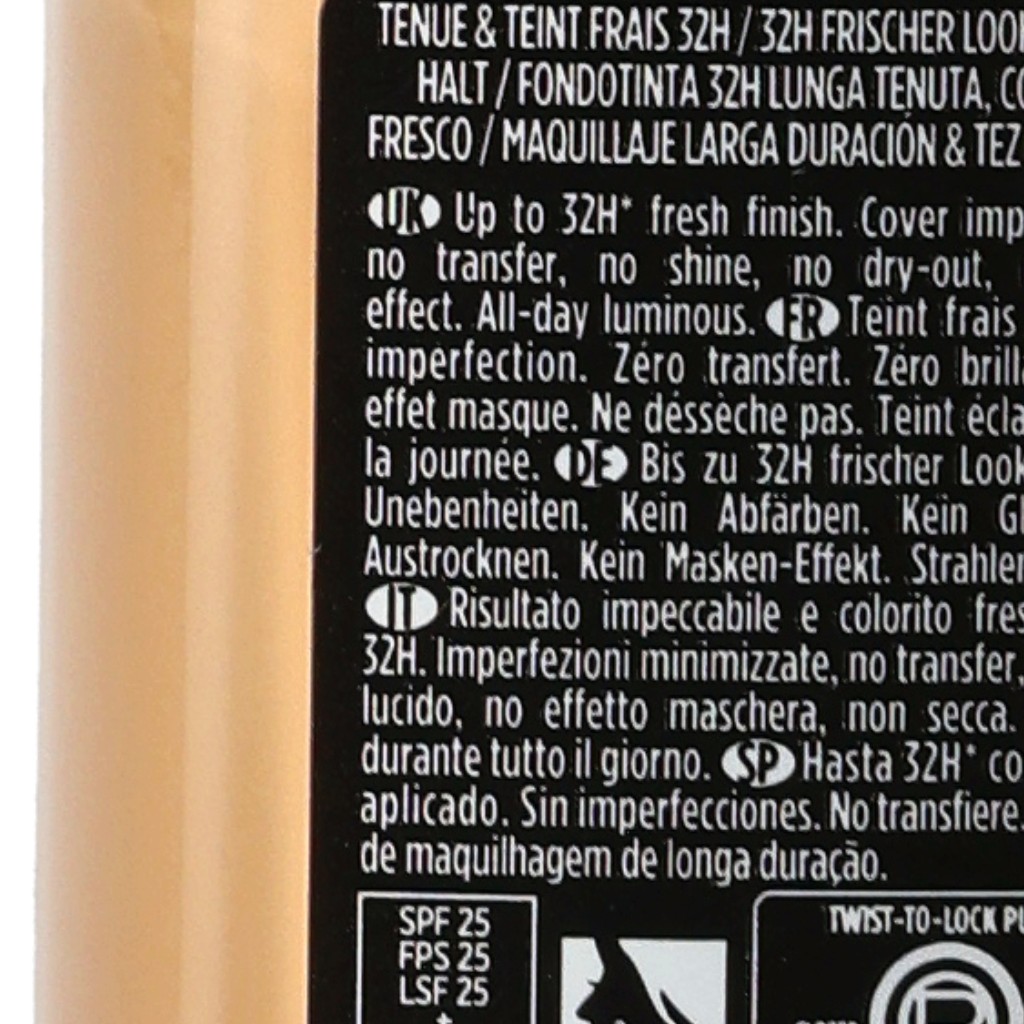 TENUE & TEINT FRAIS 32H / 32H FRISCHER LOO
HALT / FONDOTINTA 32H LUNGA TENUTA, CO
FRESCO / MAQUILLAJE LARGA DURACIÓN & TEZ
UK Up to 32H* fresh finish. Cover imp
no transfer, no shine, no dry-out,
effect. All-day luminous. FR Teint frais
imperfection. Zéro transfert. Zéro brill
effet masque. Ne dessèche pas. Teint écla
la journée. DE Bis zu 32H frischer Look
Unebenheiten. Kein Abfärben. Kein Gl
Austrocknen. Kein Masken-Effekt. Strahlen
IT Risultato impeccabile e colorito fres
32H. Imperfezioni minimizzate, no transfer,
lucido, no effetto maschera, non secca.
durante tutto il giorno. SP Hasta 32H* co
aplicado. Sin imperfecciones. No transfiere.
de maquilhagem de longa duração.
SPF 25
FPS 25
LSF 25
+
TWIST-TO-LOCK PU